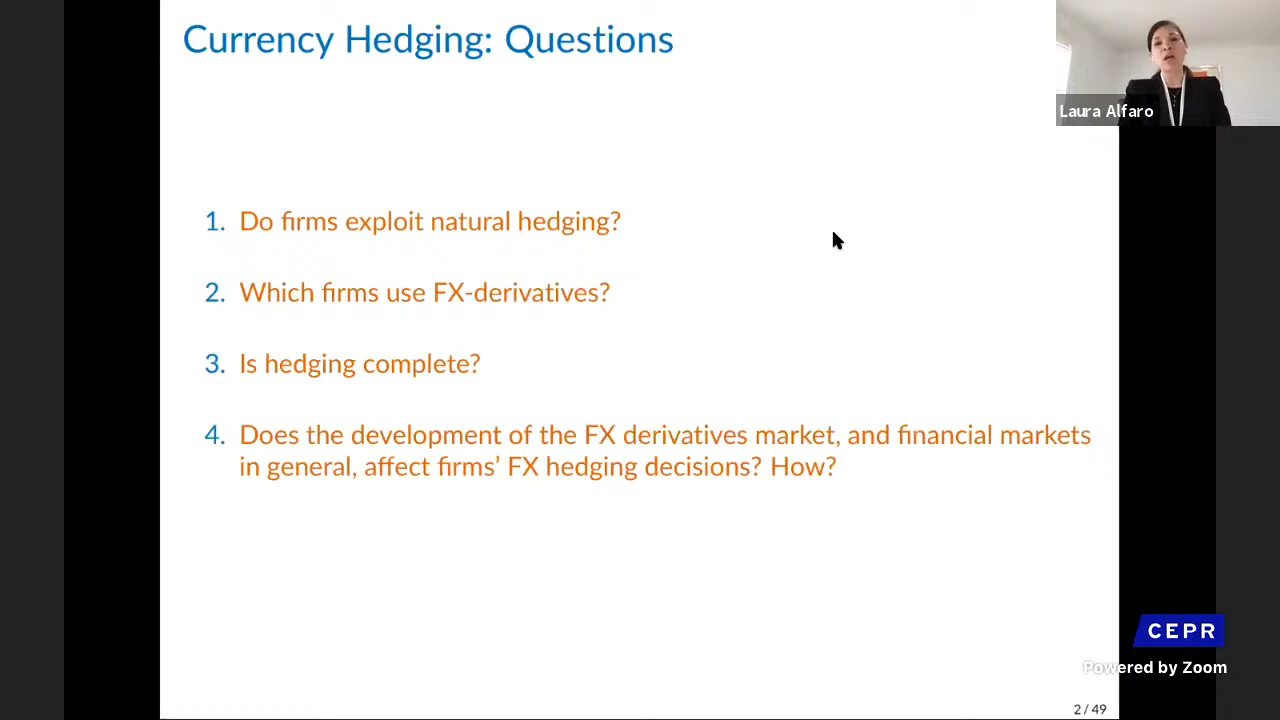 Currency Hedging: Questions
Laura Alfaro
1. Do firms exploit natural hedging?
2. Which firms use FX-derivatives?
3. Is hedging complete?
4. Does the development of the FX derivatives market, and financial markets
in general, affect firms' FX hedging decisions? How?
CEPR
Powered by Zoom
2 / 49